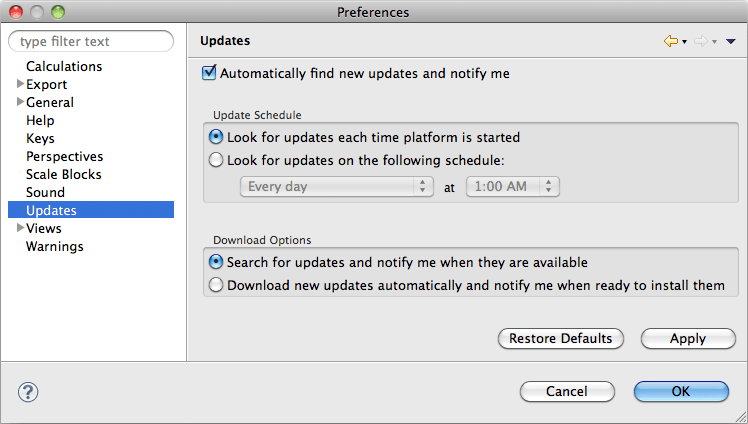 Preferences
type filter text
Calculations
Export
General
Help
Keys
Perspectives
Scale Blocks
Sound
Updates
Views
Warnings
Updates
Automatically find new updates and notify me
Update Schedule
Look for updates each time platform is started
Look for updates on the following schedule:
Every day at 1:00 AM
Download Options
Search for updates and notify me when they are available
Download new updates automatically and notify me when ready to install them
Restore Defaults Apply
? Cancel OK